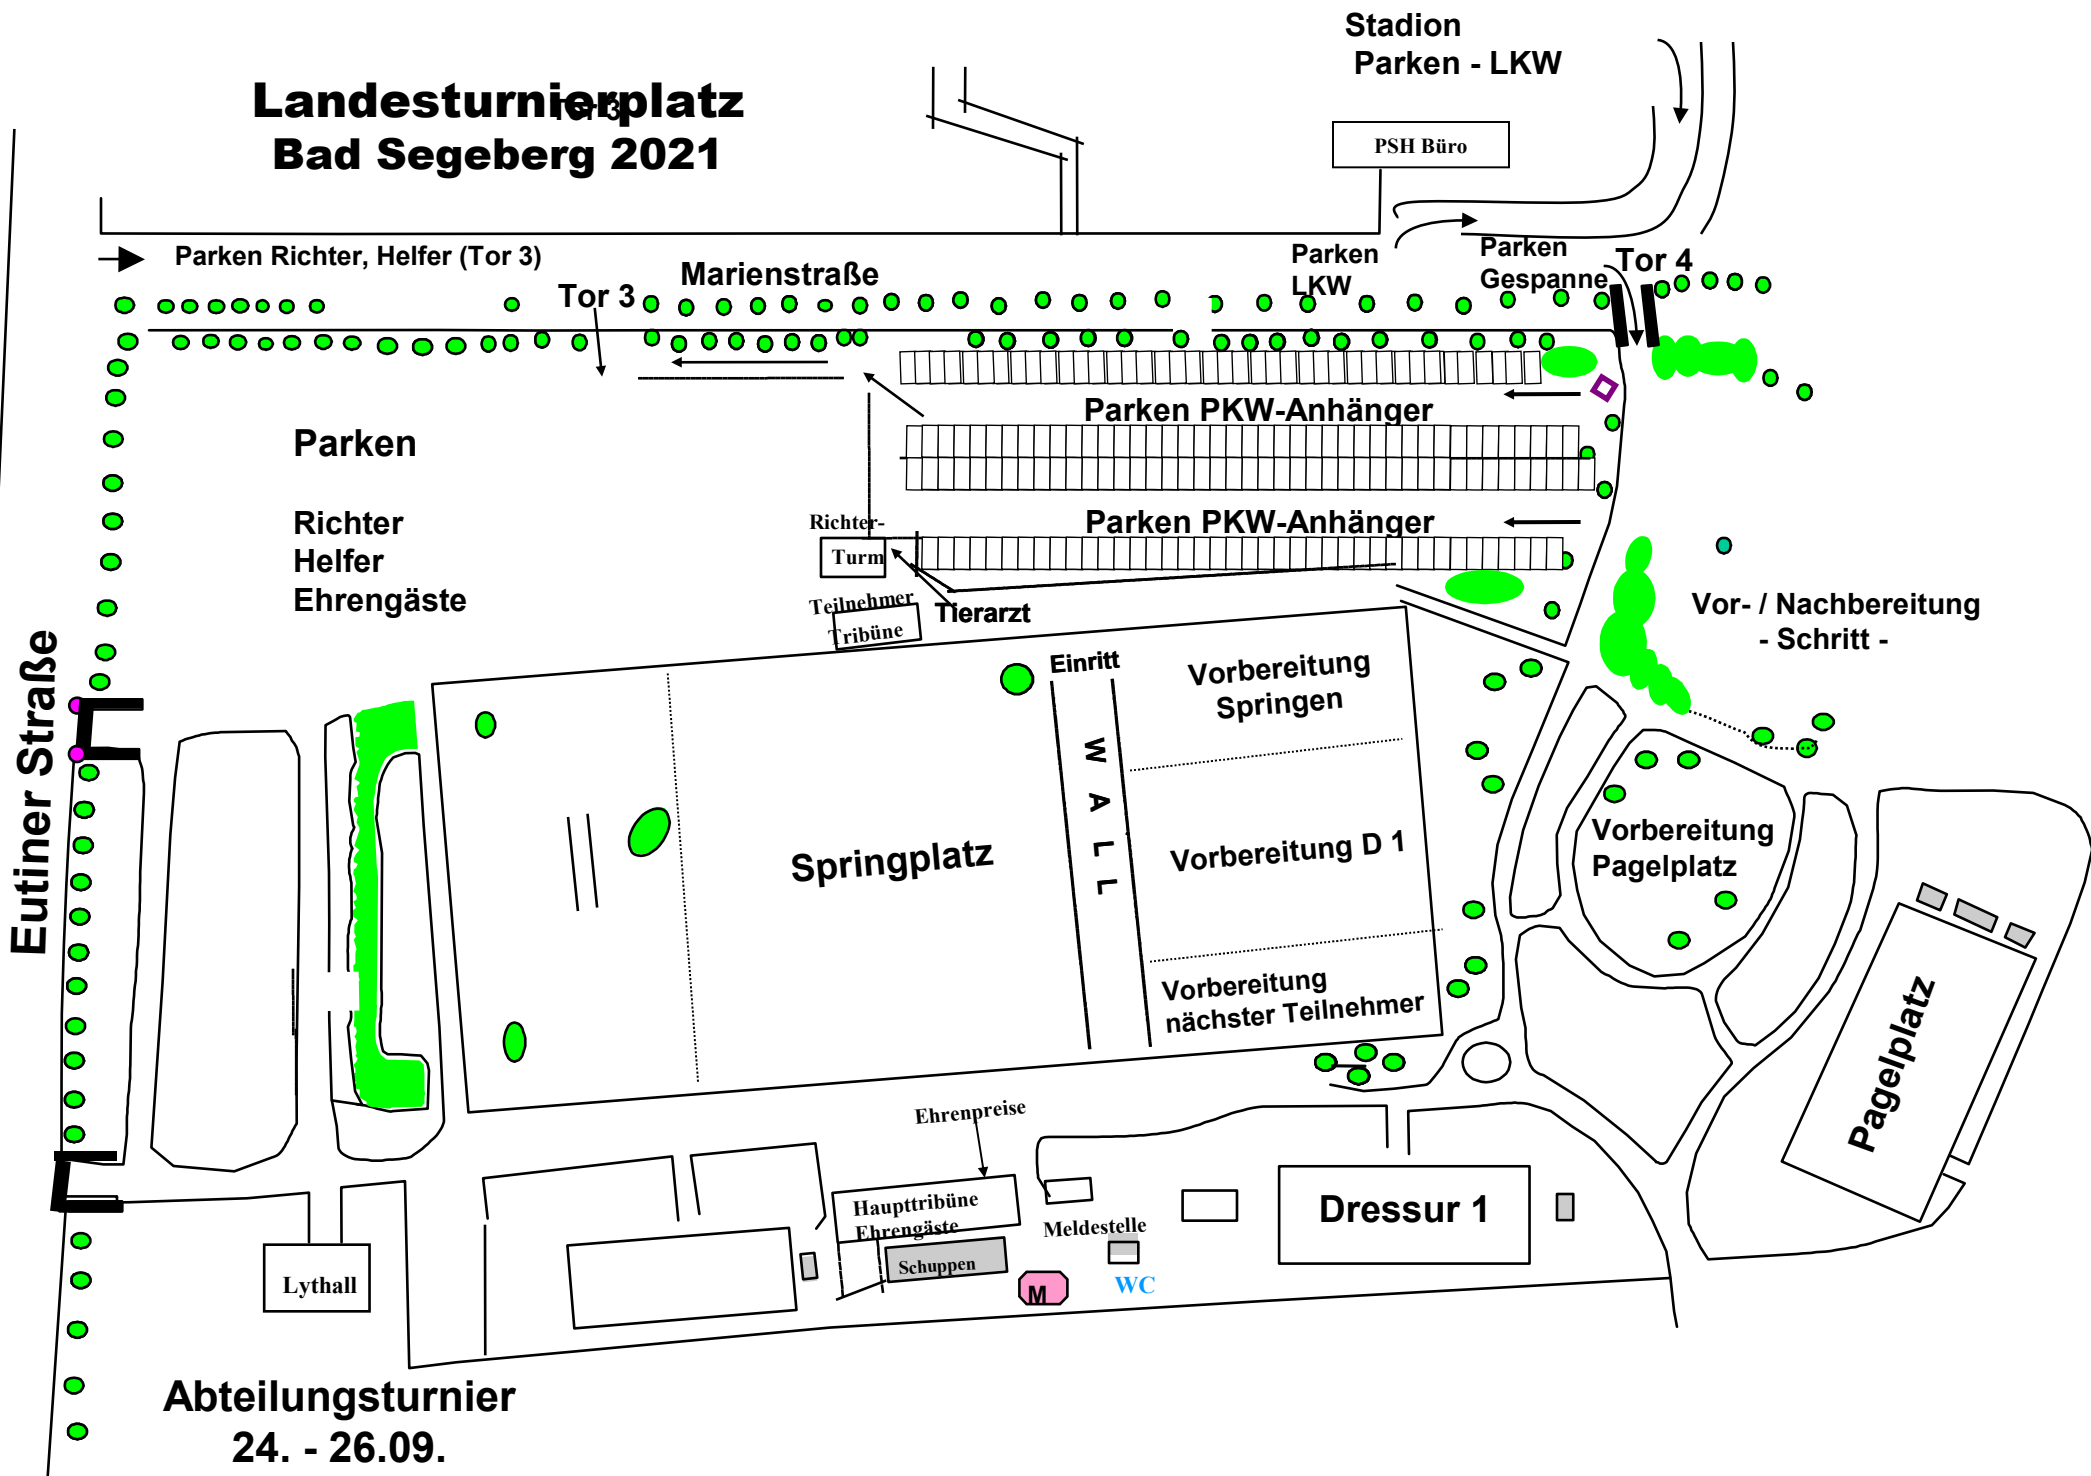 Stadion
Parken - LKW
Landesturnierplatz
Tor 3
Bad Segeberg 2021
PSH Büro
Parken Richter, Helfer (Tor 3)
Marienstraße
Parken
LKW
Parken
Gespanne
Tor 4
Tor 3
Parken PKW-Anhänger
Parken
Richter
Helfer
Ehrengäste
Richter-
Turm
Parken PKW-Anhänger
Teilnehmer
Tribüne
Tierarzt
Vor- / Nachbereitung
- Schritt -
Eutiner Straße
Einritt
Vorbereitung
Springen
WALL
Springplatz
Vorbereitung D 1
Vorbereitung
Pagelplatz
Vorbereitung
nächster Teilnehmer
Pagelplatz
Ehrenpreise
Haupttribüne
Ehrengäste
Schuppen
Meldestelle
M
WC
Dressur 1
Lythall
Abteilungsturnier
24. - 26.09.